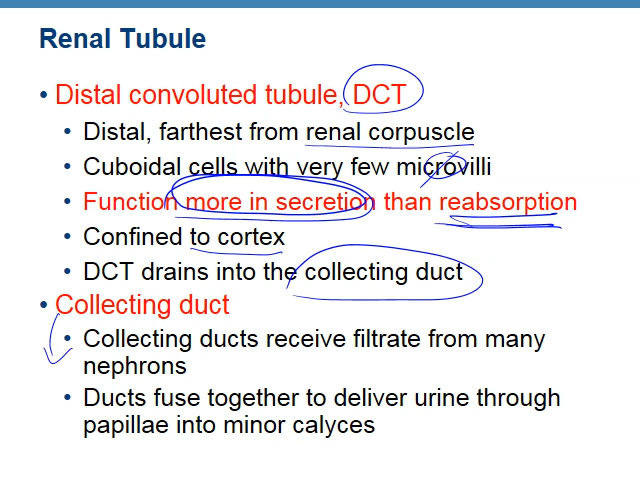 Renal Tubule
• Distal convoluted tubule, DCT
• Distal, farthest from renal corpuscle
• Cuboidal cells with very few microvilli
• Function more in secretion than reabsorption
• Confined to cortex
• DCT drains into the collecting duct
• Collecting duct
• Collecting ducts receive filtrate from many
nephrons
• Ducts fuse together to deliver urine through
papillae into minor calyces